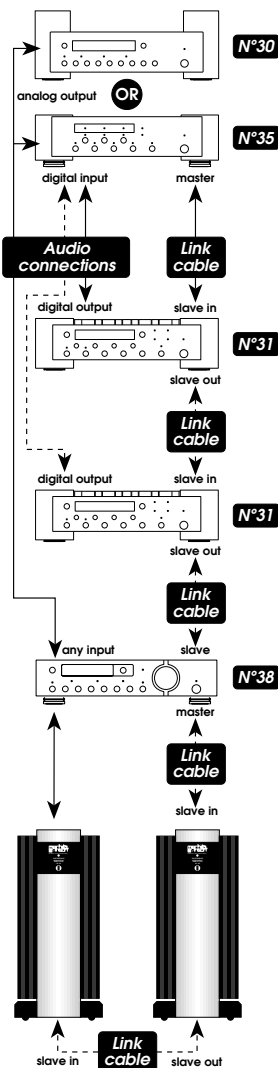 N°30
analog output OR
N°35
digital input master
Audio
connections
Link
cable
digital output slave in
N°31
slave out
Link
cable
digital output slave in
N°31
slave out
Link
cable
any input slave
N°38
master
Link
cable
slave in
Link
cable
slave in slave out